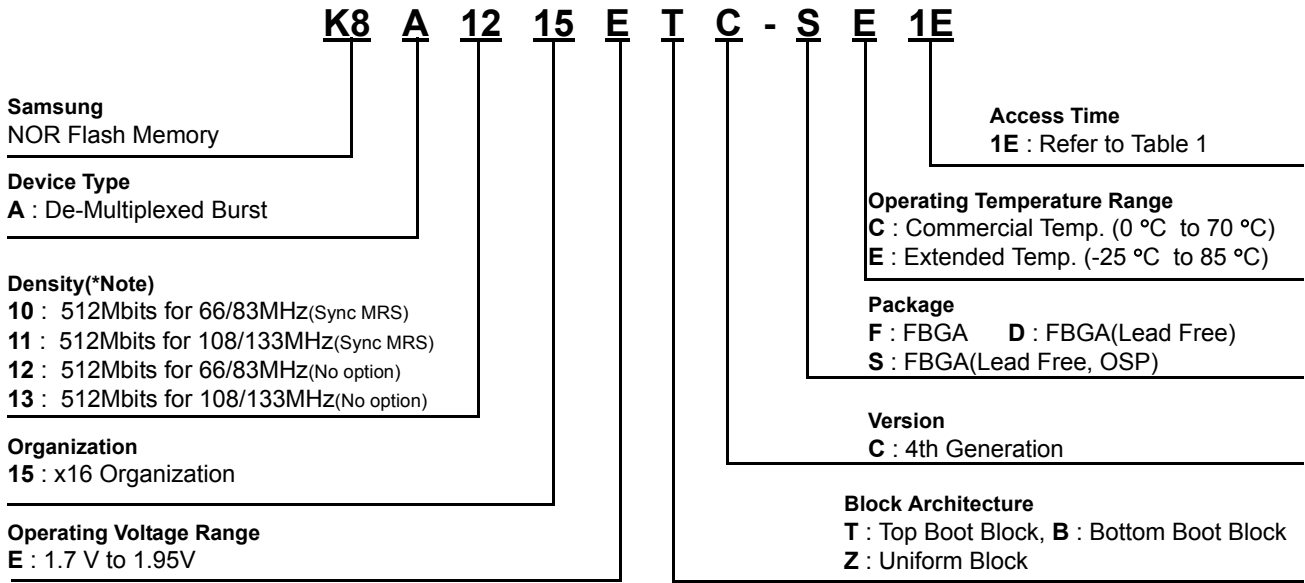 K8 A 12 15 E T C - S E 1E
Samsung
NOR Flash Memory
Device Type
A : De-Multiplexed Burst
Density(*Note)
10 : 512Mbits for 66/83MHz(Sync MRS)
11 : 512Mbits for 108/133MHz(Sync MRS)
12 : 512Mbits for 66/83MHz(No option)
13 : 512Mbits for 108/133MHz(No option)
Organization
15 : x16 Organization
Operating Voltage Range
E : 1.7 V to 1.95V
Access Time
1E : Refer to Table 1
Operating Temperature Range
C : Commercial Temp. (0 °C to 70 °C)
E : Extended Temp. (-25 °C to 85 °C)
Package
F : FBGA D : FBGA(Lead Free)
S : FBGA(Lead Free, OSP)
Version
C : 4th Generation
Block Architecture
T : Top Boot Block, B : Bottom Boot Block
Z : Uniform Block